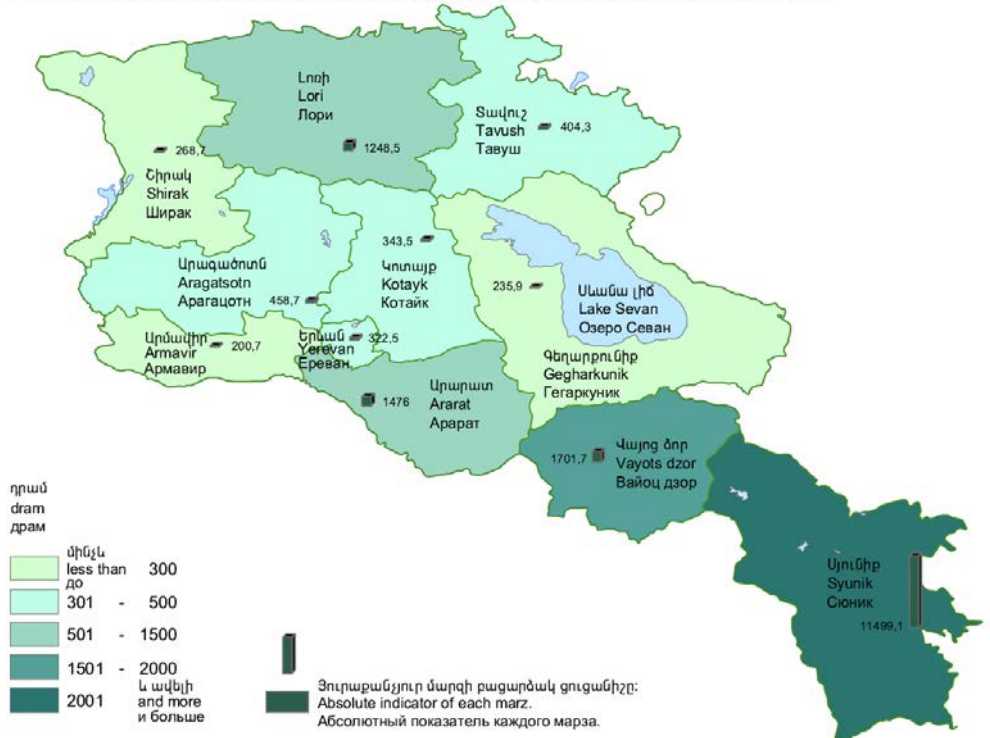 Լոռի
Lori
Лори
1248,5
Տավուշ
Tavush
Тавуш
404,3
268,7
Շիրակ
Shirak
Ширак
343,5
Կոտայք
Kotayk
Котайк
Արագածոտն
Aragatsotn
Арагацотн
458,7
235,9
Սևանա լիճ
Lake Sevan
Озеро Севан
Արմավիր
Armavir
Армавир
200,7
Երևան
Yerevan
Ереван
322,5
Գեղարքունիք
Gegharkunik
Гегаркуник
1476
Արարատ
Ararat
Арарат
1701,7
Վայոց ձոր
Vayots dzor
Вайоц дзор
Սյունիք
Syunik
Сюник
11499,1
դրամ
dram
драм
մինչև
less than 300
до
301 - 500
501 - 1500
1501 - 2000
և ավելի
2001 and more
и больше
Յուրաքանչյուր մարզի բացարձակ ցուցանիշը:
Absolute indicator of each marz.
Абсолютный показатель каждого марза.